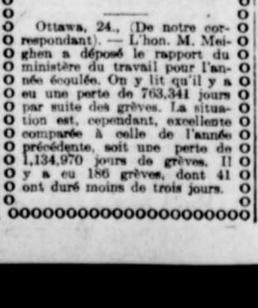 Ottawa, 24., (De notre cor-
respondant). — L'hon. M. Mei-
ghen a déposé le rapport du
ministère du travail pour l'an-
née écoulée. On y lit qu'il y a
eu une perte de 763,341 jours
par suite des grèves. La situa-
tion est, cependant, excellente
comparée à celle de l'année
précédente, soit une perte de
1,134,970 jours de grèves. Il
y a eu 186 grèves, dont 41
ont duré moins de trois jours.